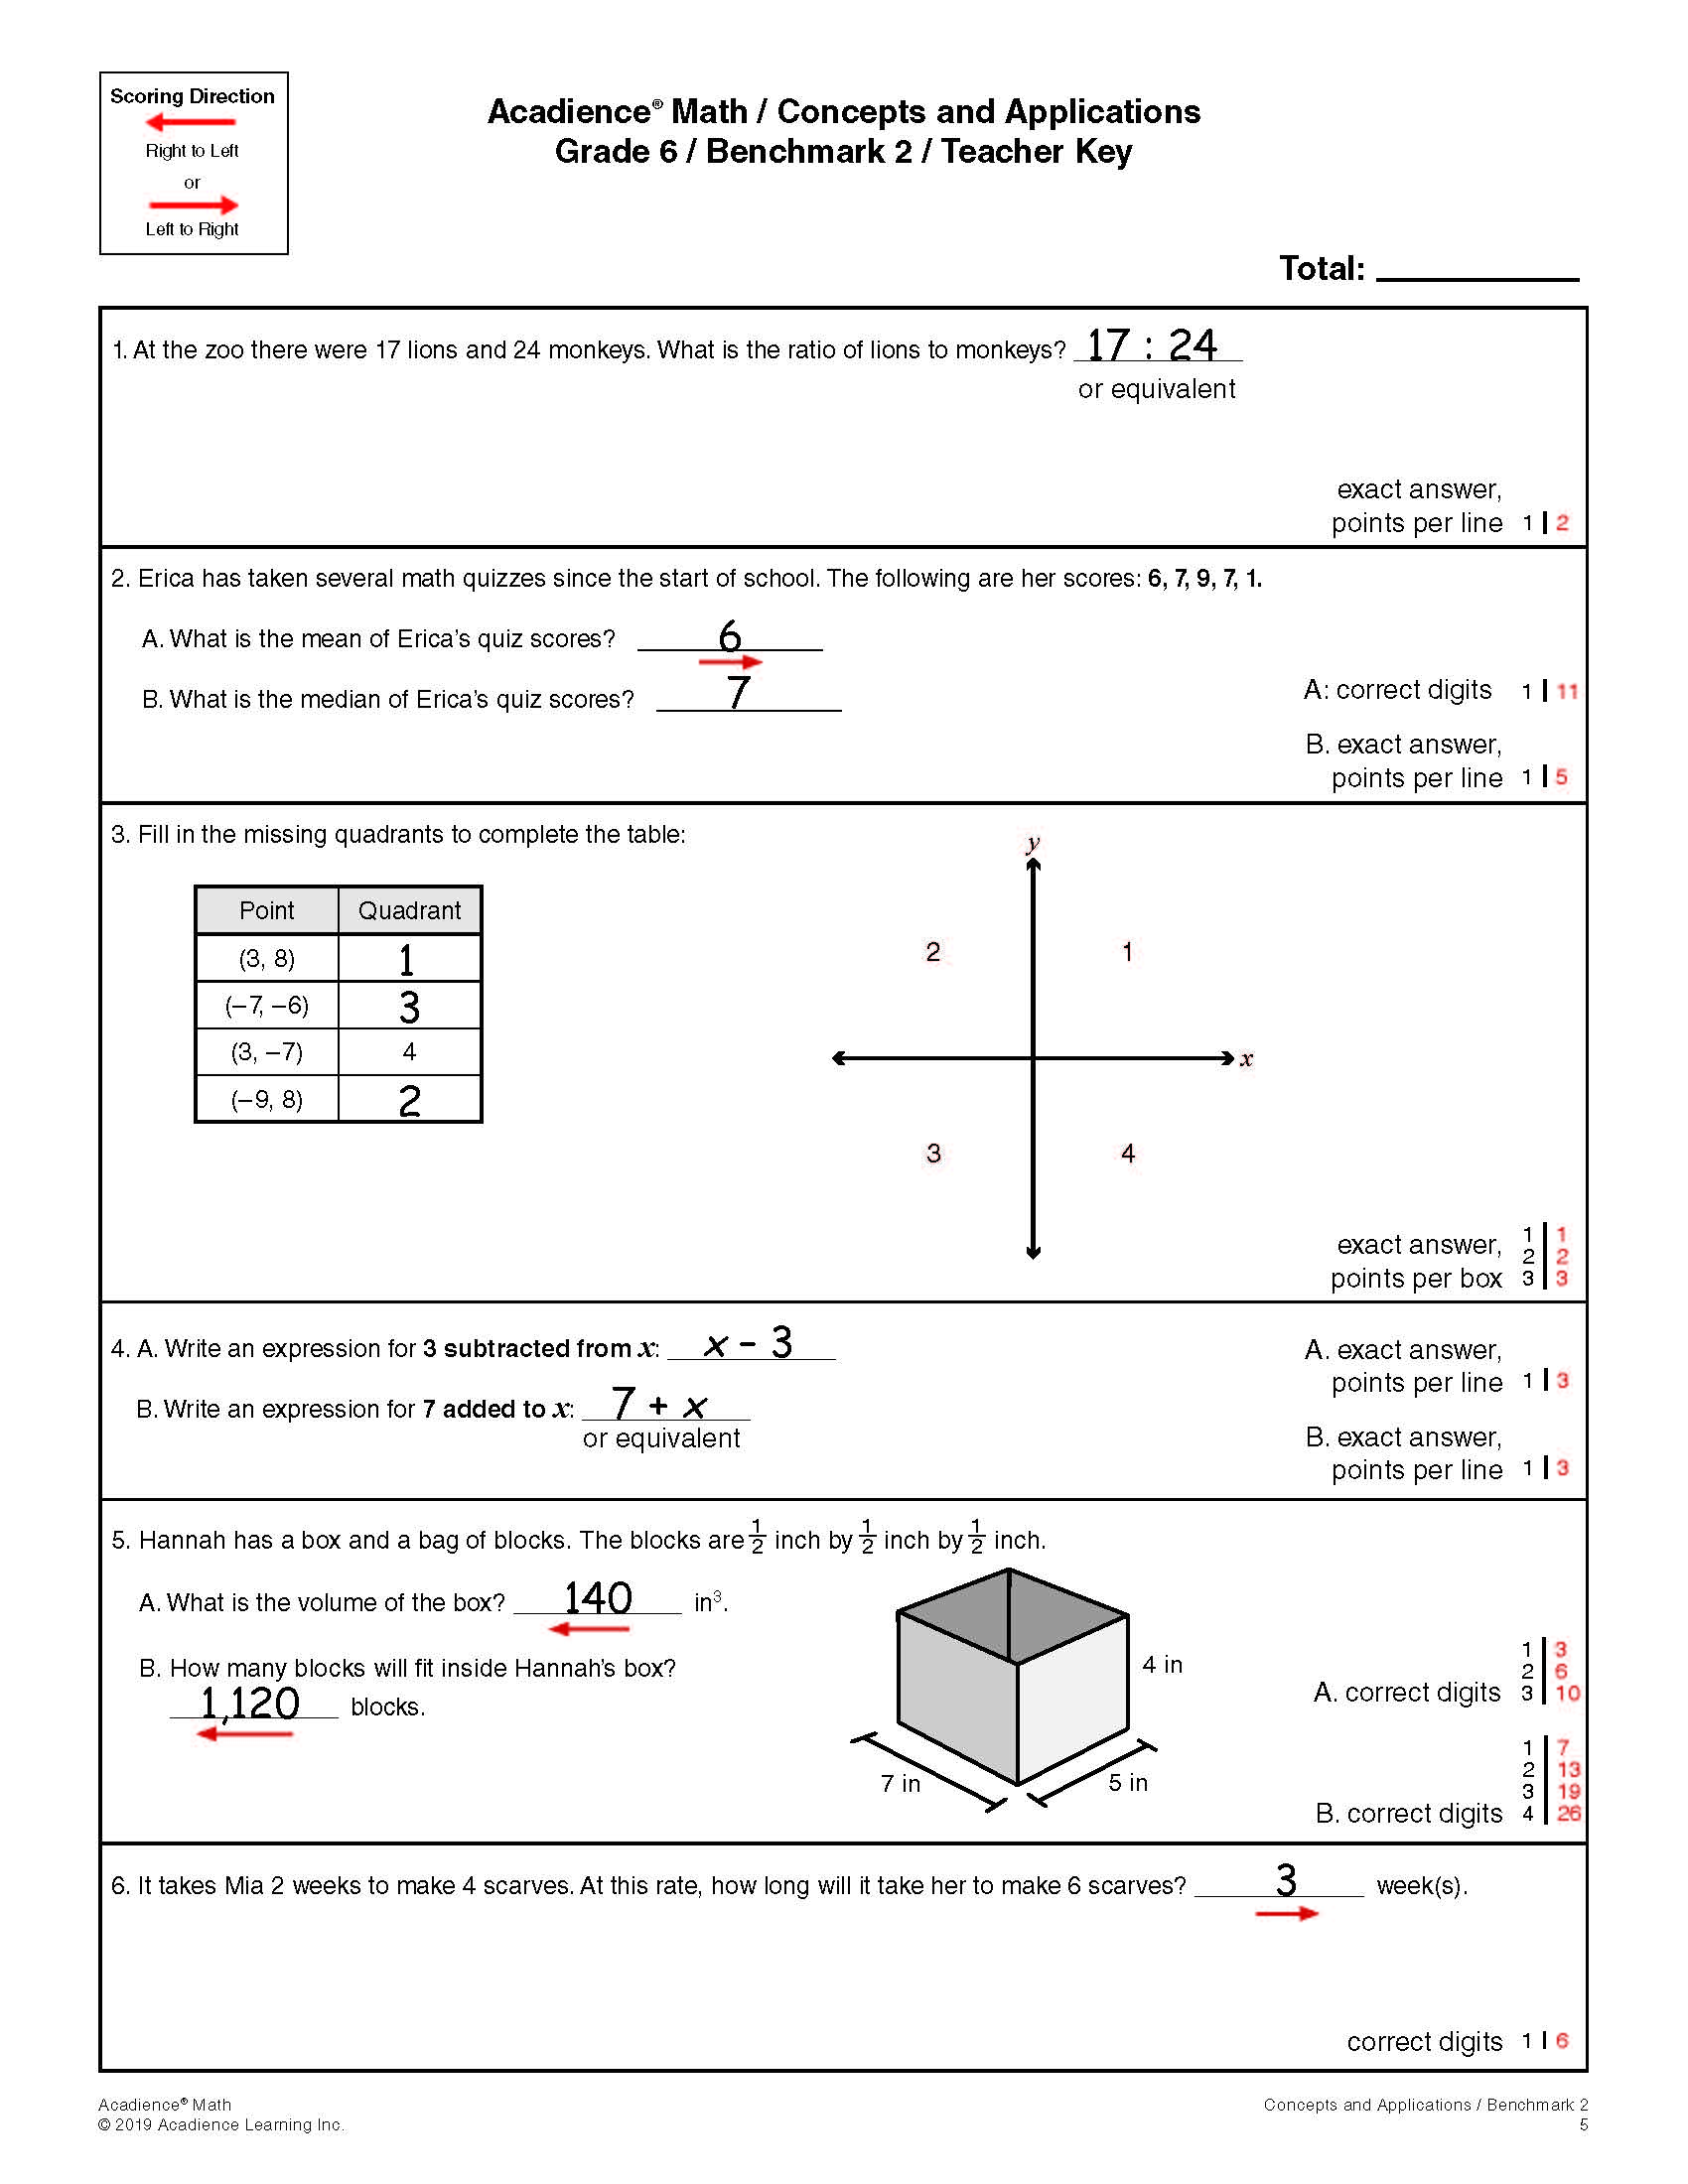 Scoring Direction
Right to Left
or
Left to Right
Acadience® Math / Concepts and Applications
Grade 6 / Benchmark 2 / Teacher Key
Total:
1. At the zoo there were 17 lions and 24 monkeys. What is the ratio of lions to monkeys? 17 : 24
or equivalent
exact answer,
points per line 1 2
2. Erica has taken several math quizzes since the start of school. The following are her scores: 6, 7, 9, 7, 1.
A. What is the mean of Erica's quiz scores? 6
B. What is the median of Erica's quiz scores? 7
A: correct digits 1 11
B. exact answer,
points per line 1 5
3. Fill in the missing quadrants to complete the table:
Point Quadrant
(3, 8) 1
(−7, −6) 3
(3, −7) 4
(−9, 8) 2
y
2 1
x
3 4
exact answer, 1 1
2 2
points per box 3 3
4. A. Write an expression for 3 subtracted from x: x − 3
B. Write an expression for 7 added to x: 7 + x
or equivalent
A. exact answer,
points per line 1 3
B. exact answer,
points per line 1 3
5. Hannah has a box and a bag of blocks. The blocks are 1/2 inch by 1/2 inch by 1/2 inch.
A. What is the volume of the box? 140 in³.
B. How many blocks will fit inside Hannah's box?
1,120 blocks.
4 in
7 in
5 in
1 3
2 6
A. correct digits 3 10
1 7
2 13
3 19
B. correct digits 4 26
6. It takes Mia 2 weeks to make 4 scarves. At this rate, how long will it take her to make 6 scarves? 3 week(s).
correct digits 1 6
Acadience® Math
© 2019 Acadience Learning Inc.
Concepts and Applications / Benchmark 2
5